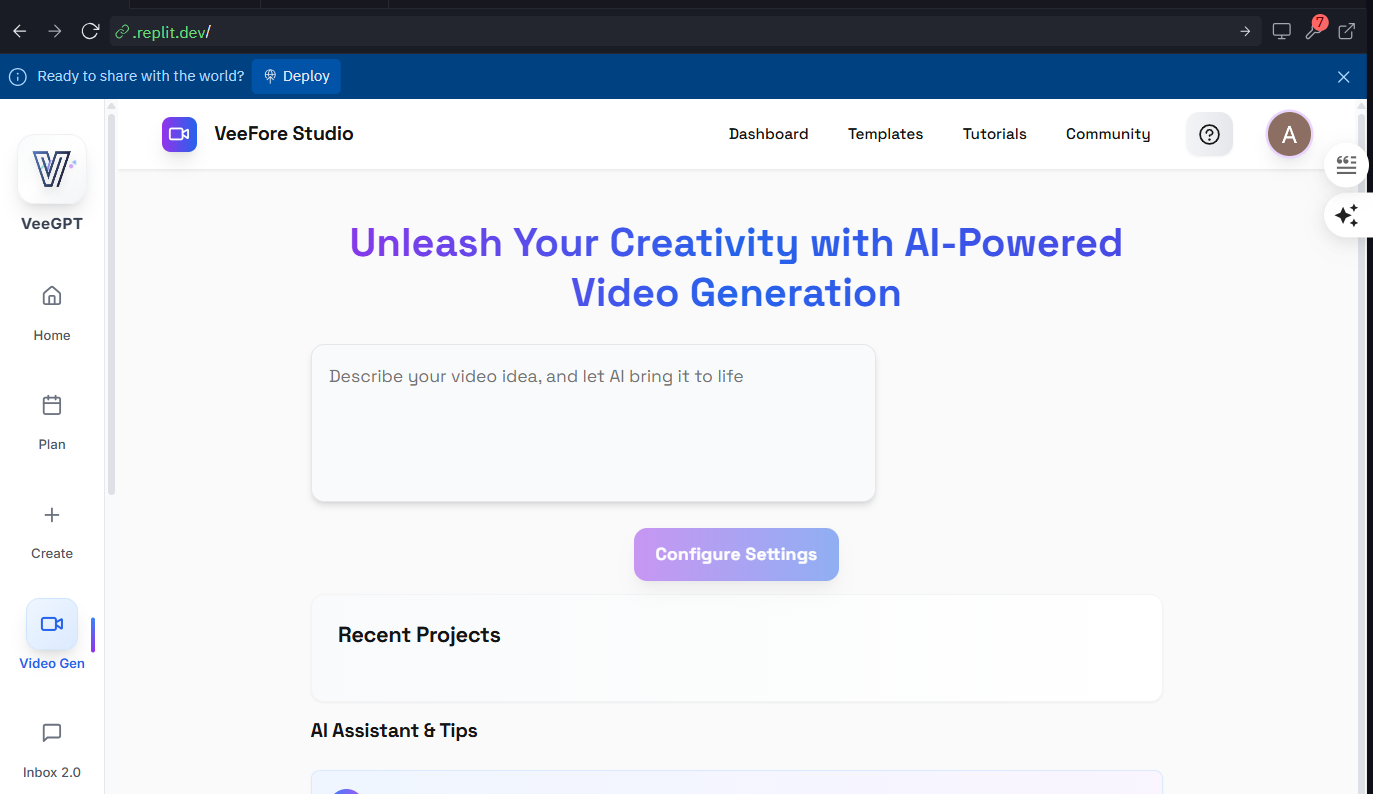 .replit.dev/
7
Ready to share with the world?
Deploy
VeeGPT
Home
Plan
Create
Video Gen
Inbox 2.0
VeeFore Studio
Dashboard
Templates
Tutorials
Community
A
Unleash Your Creativity with AI-Powered
Video Generation
Describe your video idea, and let AI bring it to life
Configure Settings
Recent Projects
AI Assistant & Tips